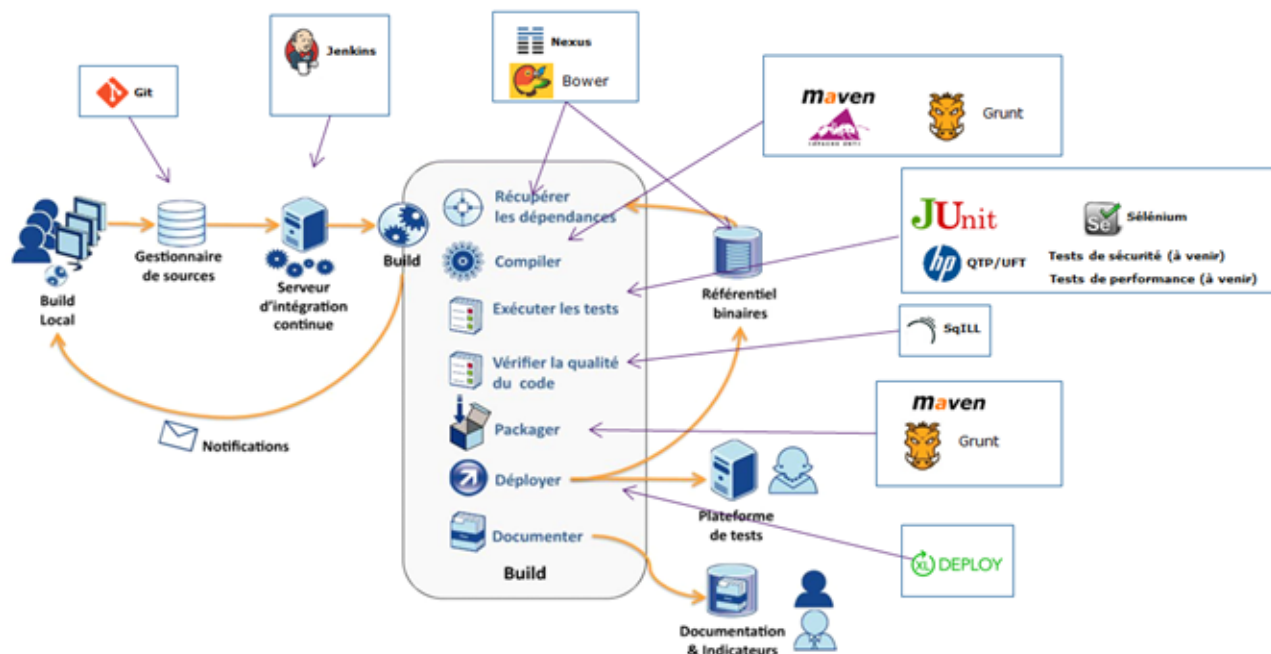 Git
Jenkins
Nexus
Bower
maven
Grunt
JUnit
Sélénium
hp
QTP/UFT
Tests de sécurité (à venir)
Tests de performance (à venir)
SqILL
maven
Grunt
XL DEPLOY
Build
Local
Gestionnaire
de sources
Serveur
d'intégration
continue
Build
Notifications
Récupérer
les dépendances
Compiler
Exécuter les tests
Vérifier la qualité
du code
Packager
Déployer
Documenter
Build
Référentiel
binaires
Plateforme
de tests
Documentation
& Indicateurs